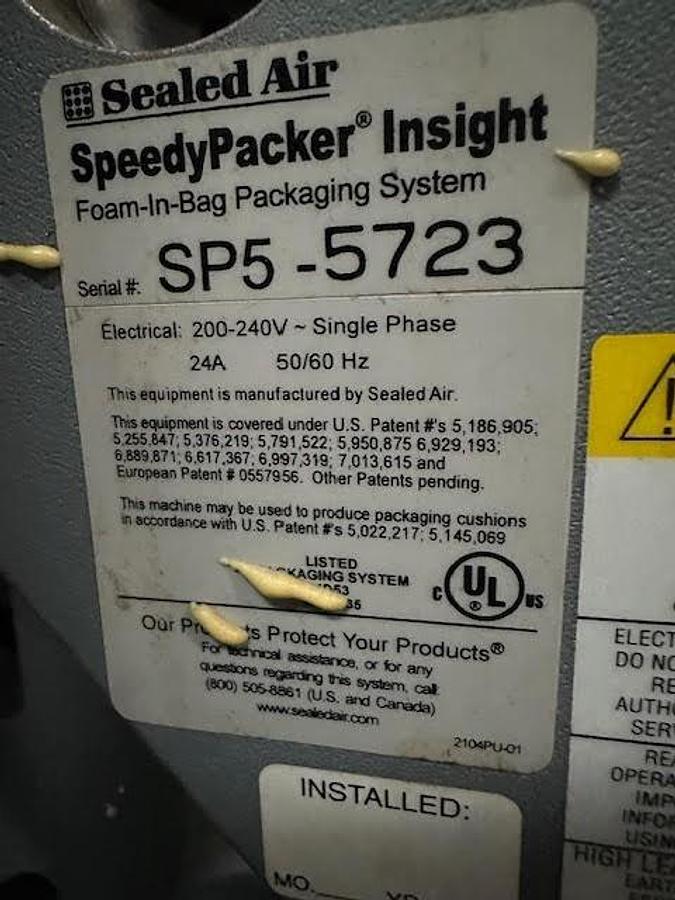 Sealed Air
SpeedyPacker® Insight
Foam-In-Bag Packaging System
Serial #: SP5-5723
Electrical: 200-240V ~ Single Phase
24A 50/60 Hz
This equipment is manufactured by Sealed Air.
This equipment is covered under U.S. Patent #'s 5,186,905;
5,255,847; 5,376,219; 5,791,522; 5,950,875 6,929,193;
6,889,871; 6,617,367; 6,997,319; 7,013,615 and
European Patent # 0557956. Other Patents pending.
This machine may be used to produce packaging cushions
in accordance with U.S. Patent #'s 5,022,217; 5,145,069
LISTED
KAGING SYSTEM
C UL ® US
Our Pr ts Protect Your Products®
For technical assistance, or for any
questions regarding this system, call:
(800) 505-8861 (U.S. and Canada)
www.sealedair.com
2104PU-01
INSTALLED:
MO.
ELECT
DO NO
RE
AUTHO
SERV
REA
OPERA
IMP
INFOR
USIN
HIGH LEA
EART